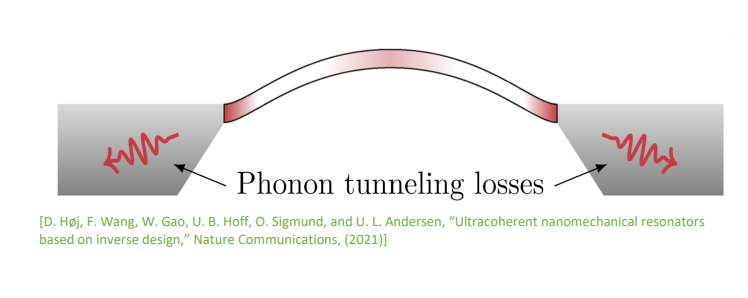 Phonon tunneling losses
[D. Høj, F. Wang, W. Gao, U. B. Hoff, O. Sigmund, and U. L. Andersen, “Ultracoherent nanomechanical resonators
based on inverse design,” Nature Communications, (2021)]